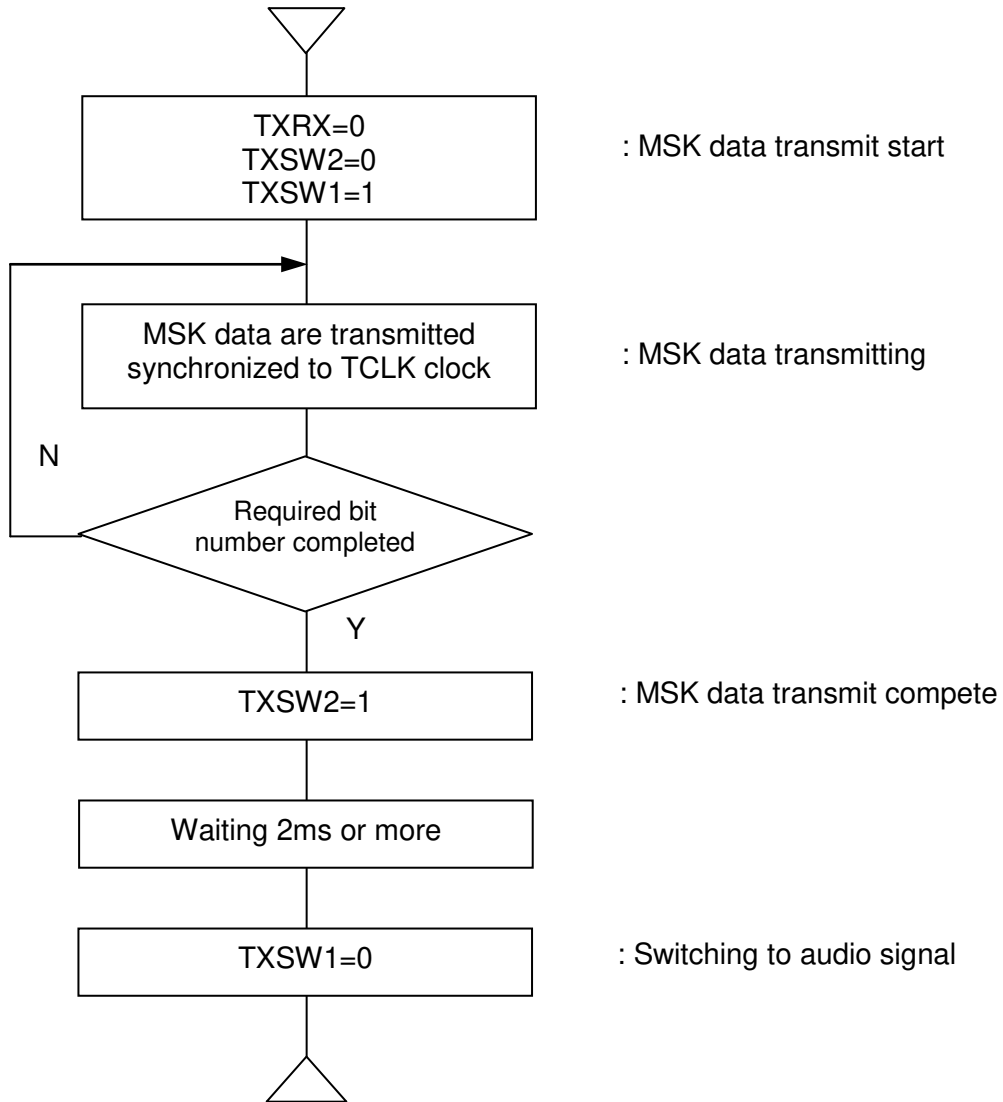 TXRX=0
TXSW2=0
TXSW1=1
: MSK data transmit start
MSK data are transmitted
synchronized to TCLK clock
: MSK data transmitting
N
Required bit
number completed
Y
TXSW2=1
: MSK data transmit compete
Waiting 2ms or more
TXSW1=0
: Switching to audio signal